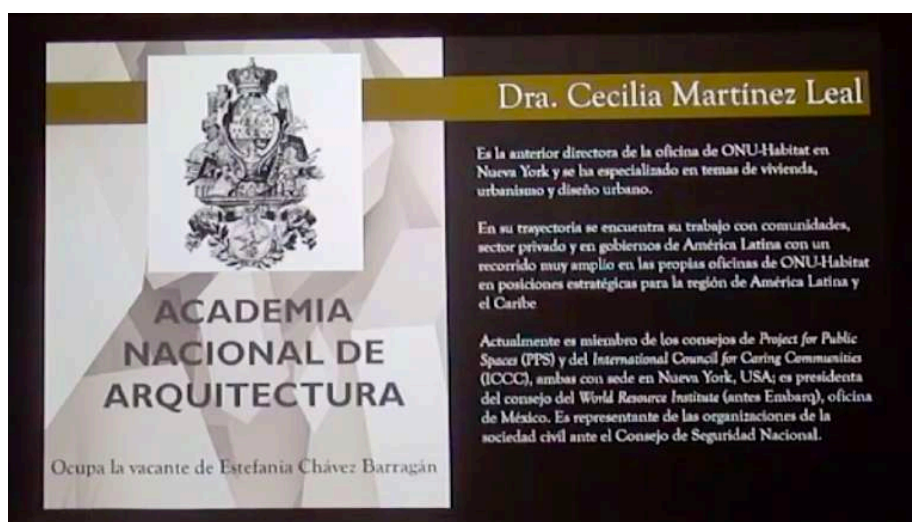 ACADEMIA
NACIONAL DE
ARQUITECTURA
Ocupa la vacante de Estefanía Chávez Barragán
Dra. Cecilia Martínez Leal
Es la anterior directora de la oficina de ONU-Habitat en
Nueva York y se ha especializado en temas de vivienda,
urbanismo y diseño urbano.
En su trayectoria se encuentra su trabajo con comunidades,
sector privado y en gobiernos de América Latina con un
recorrido muy amplio en las propias oficinas de ONU-Habitat
en posiciones estratégicas para la región de América Latina y
el Caribe
Actualmente es miembro de los consejos de Project for Public
Spaces (PPS) y del International Council for Caring Communities
(ICCC), ambas con sede en Nueva York, USA; es presidenta
del consejo del World Resource Institute (antes Embarq), oficina
de México. Es representante de las organizaciones de la
sociedad civil ante el Consejo de Seguridad Nacional.